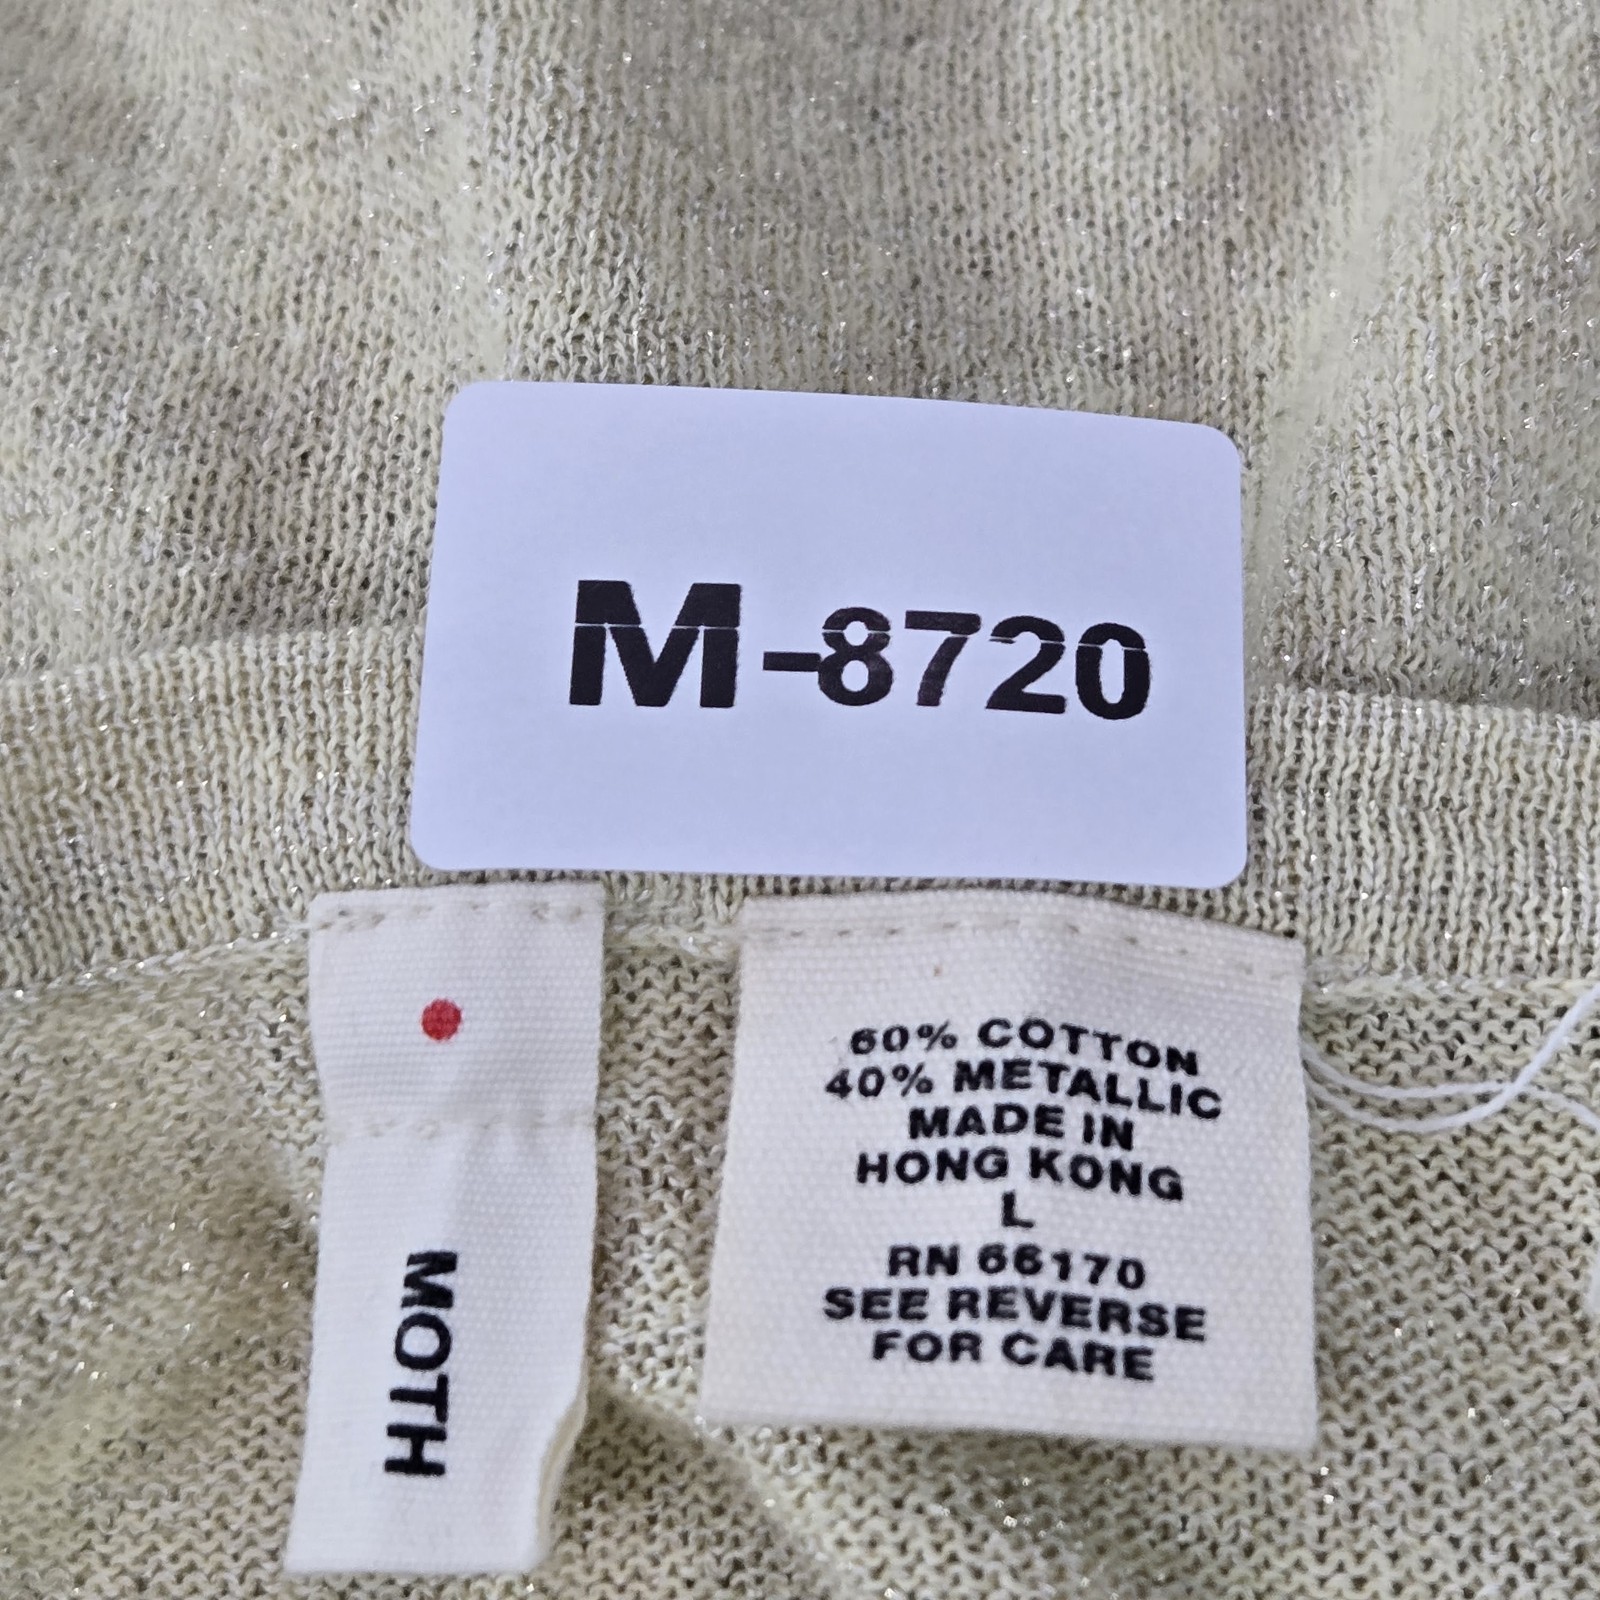 M-8720
MOTH
60% COTTON
40% METALLIC
MADE IN
HONG KONG
L
RN 66170
SEE REVERSE
FOR CARE